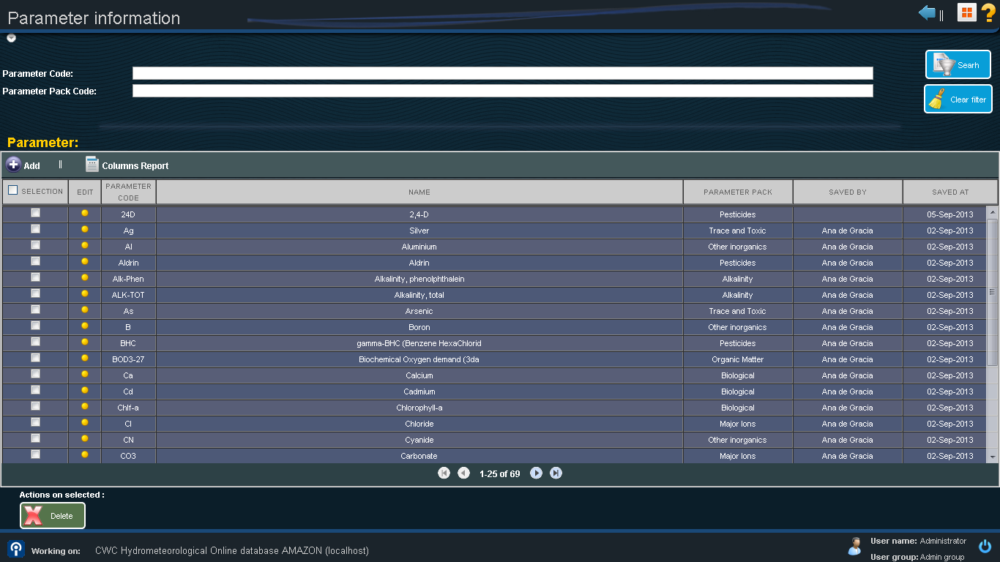 Parameter information
Parameter Code:
Searh
Parameter Pack Code:
Clear filter
Parameter:
Add Columns Report
SELECTION EDIT PARAMETER CODE NAME PARAMETER PACK SAVED BY SAVED AT
24D 2,4-D Pesticides 05-Sep-2013
Ag Silver Trace and Toxic Ana de Gracia 02-Sep-2013
Al Aluminium Other inorganics Ana de Gracia 02-Sep-2013
Aldrin Aldrin Pesticides Ana de Gracia 02-Sep-2013
Alk-Phen Alkalinity, phenolphthalein Alkalinity Ana de Gracia 02-Sep-2013
ALK-TOT Alkalinity, total Alkalinity Ana de Gracia 02-Sep-2013
As Arsenic Trace and Toxic Ana de Gracia 02-Sep-2013
B Boron Other inorganics Ana de Gracia 02-Sep-2013
BHC gamma-BHC (Benzene HexaChlorid Pesticides Ana de Gracia 02-Sep-2013
BOD3-27 Biochemical Oxygen demand (3da Organic Matter Ana de Gracia 02-Sep-2013
Ca Calcium Biological Ana de Gracia 02-Sep-2013
Cd Cadmium Biological Ana de Gracia 02-Sep-2013
Chlf-a Chlorophyll-a Biological Ana de Gracia 02-Sep-2013
Cl Chloride Major Ions Ana de Gracia 02-Sep-2013
CN Cyanide Other inorganics Ana de Gracia 02-Sep-2013
CO3 Carbonate Major Ions Ana de Gracia 02-Sep-2013
1-25 of 69
Actions on selected :
Delete
Working on: CWC Hydrometeorological Online database AMAZON (localhost)
User name: Administrator
User group: Admin group